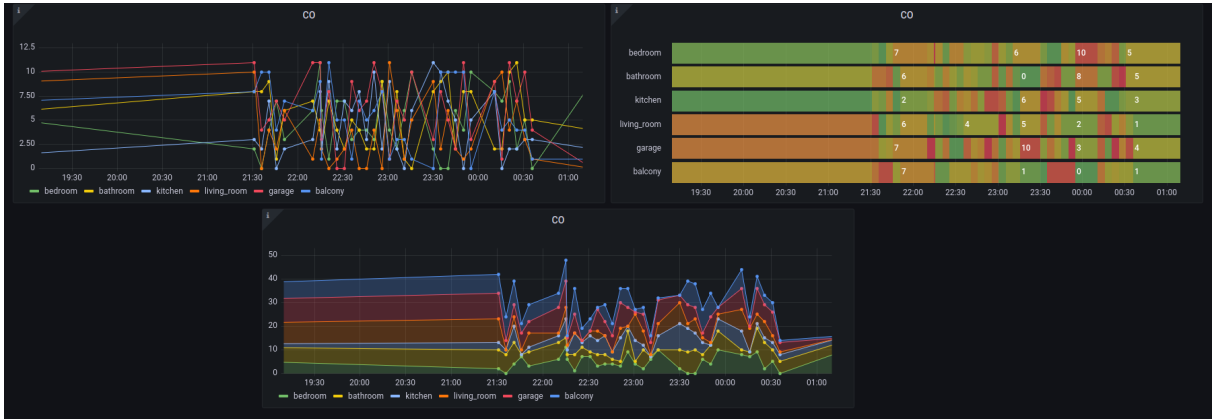 CO
12.5
10
7.50
5
2.50
0
19:30 20:00 20:30 21:00 21:30 22:00 22:30 23:00 23:30 00:00 00:30 01:00
bedroom bathroom kitchen living_room garage balcony
CO
bedroom 7 6 10 5
bathroom 6 0 8 5
kitchen 2 6 5 3
living_room 6 4 5 2 1
garage 7 10 3 4
balcony 7 1 0 1
19:30 20:00 20:30 21:00 21:30 22:00 22:30 23:00 23:30 00:00 00:30 01:00
CO
50
40
30
20
10
0
19:30 20:00 20:30 21:00 21:30 22:00 22:30 23:00 23:30 00:00 00:30 01:00
bedroom bathroom kitchen living_room garage balcony